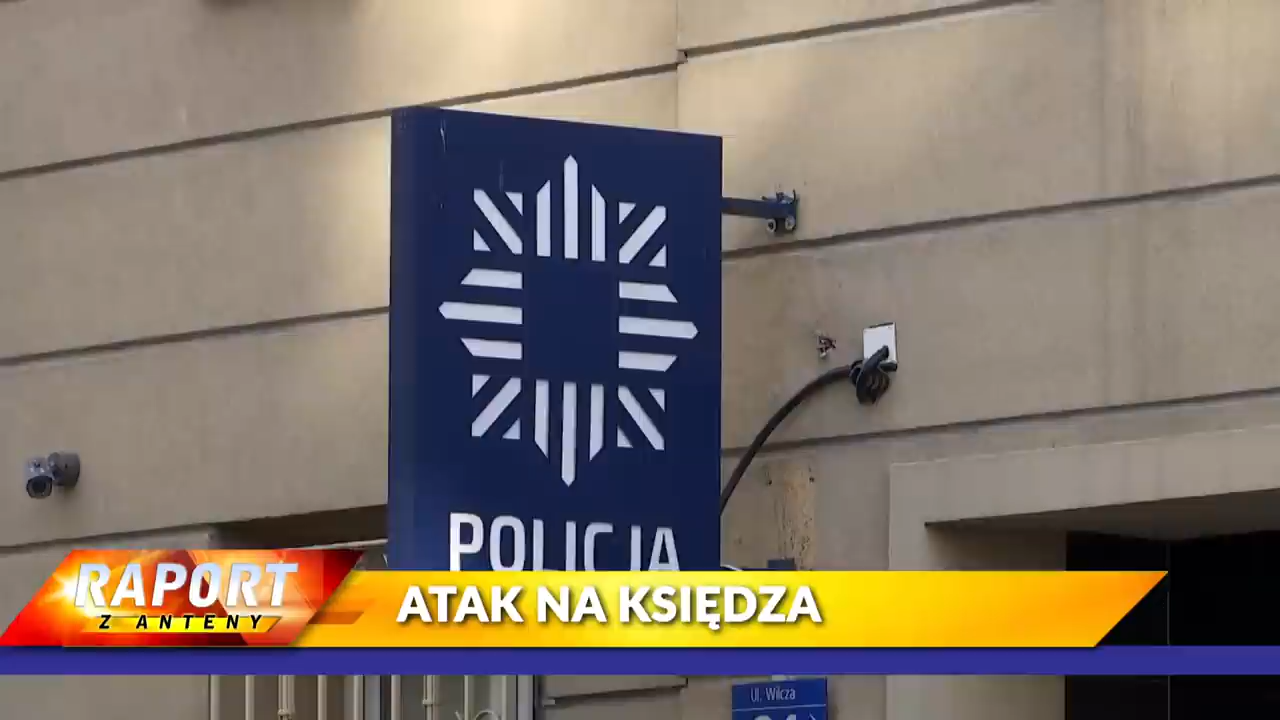 POLICJA
RAPORT
Z ANTENY
ATAK NA KSIĘDZA
Ul. Wilcza